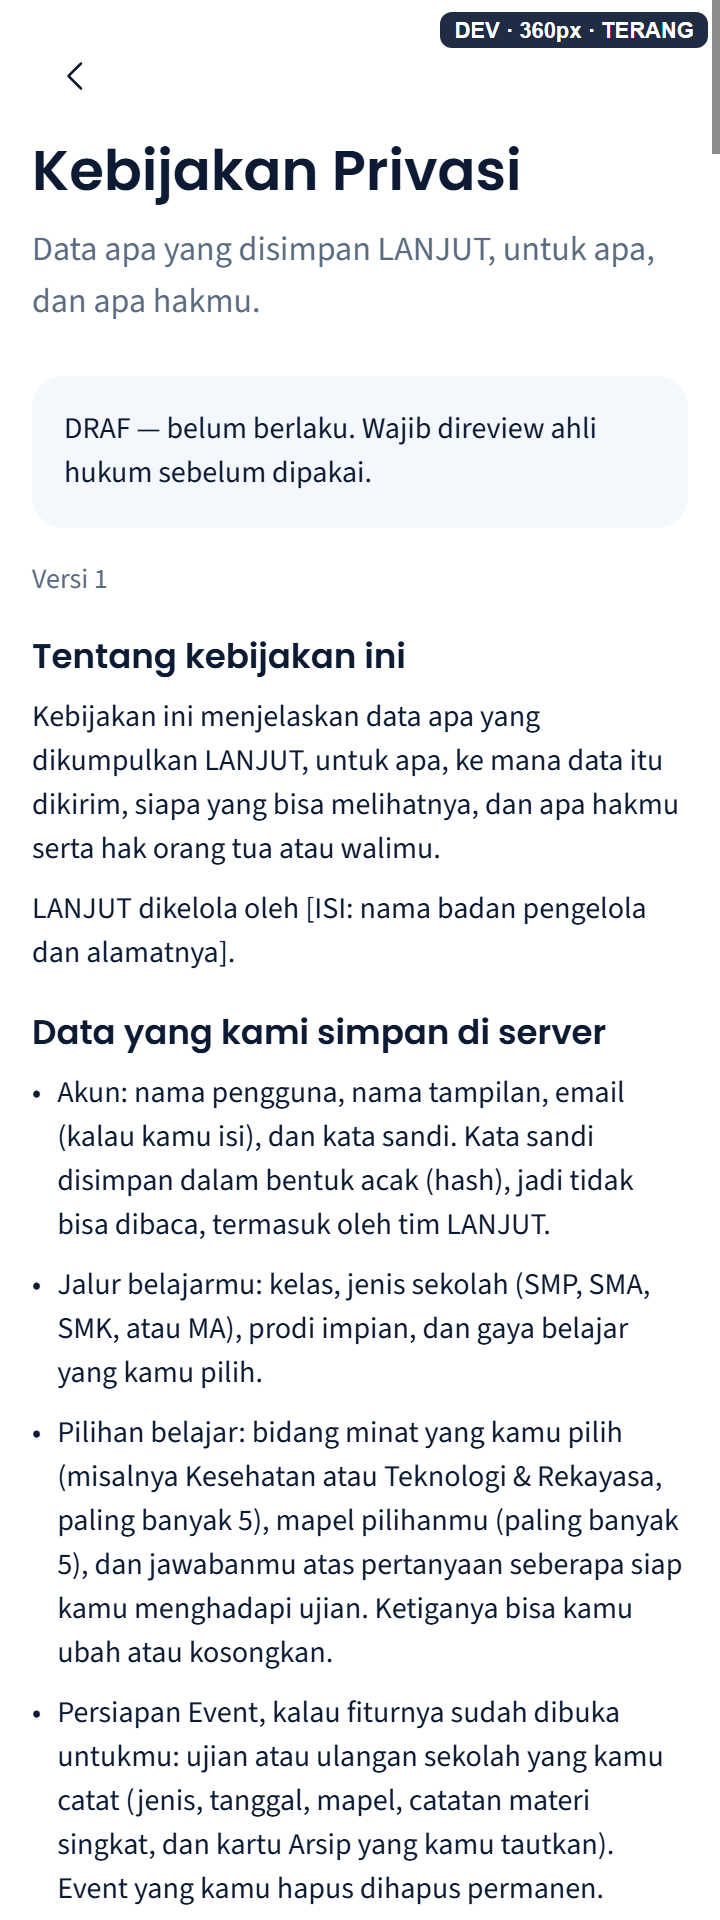 DEV · 360px · TERANG
Kebijakan Privasi
Data apa yang disimpan LANJUT, untuk apa,
dan apa hakmu.
DRAF — belum berlaku. Wajib direview ahli
hukum sebelum dipakai.
Versi 1
Tentang kebijakan ini
Kebijakan ini menjelaskan data apa yang
dikumpulkan LANJUT, untuk apa, ke mana data itu
dikirim, siapa yang bisa melihatnya, dan apa hakmu
serta hak orang tua atau walimu.
LANJUT dikelola oleh [ISI: nama badan pengelola
dan alamatnya].
Data yang kami simpan di server
• Akun: nama pengguna, nama tampilan, email
(kalau kamu isi), dan kata sandi. Kata sandi
disimpan dalam bentuk acak (hash), jadi tidak
bisa dibaca, termasuk oleh tim LANJUT.
• Jalur belajarmu: kelas, jenis sekolah (SMP, SMA,
SMK, atau MA), prodi impian, dan gaya belajar
yang kamu pilih.
• Pilihan belajar: bidang minat yang kamu pilih
(misalnya Kesehatan atau Teknologi & Rekayasa,
paling banyak 5), mapel pilihanmu (paling banyak
5), dan jawabanmu atas pertanyaan seberapa siap
kamu menghadapi ujian. Ketiganya bisa kamu
ubah atau kosongkan.
• Persiapan Event, kalau fiturnya sudah dibuka
untukmu: ujian atau ulangan sekolah yang kamu
catat (jenis, tanggal, mapel, catatan materi
singkat, dan kartu Arsip yang kamu tautkan).
Event yang kamu hapus dihapus permanen.